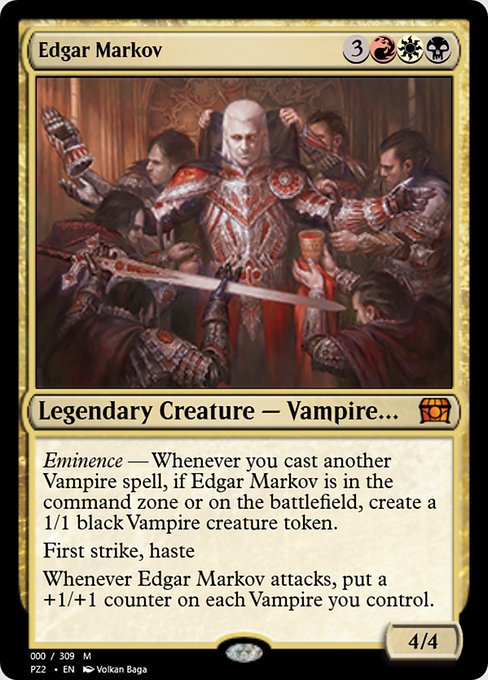 Edgar Markov 3
Legendary Creature — Vampire...
Eminence — Whenever you cast another
Vampire spell, if Edgar Markov is in the
command zone or on the battlefield, create a
1/1 black Vampire creature token.
First strike, haste
Whenever Edgar Markov attacks, put a
+1/+1 counter on each Vampire you control.
4/4
000 / 309 M
PZ2 • EN Volkan Baga